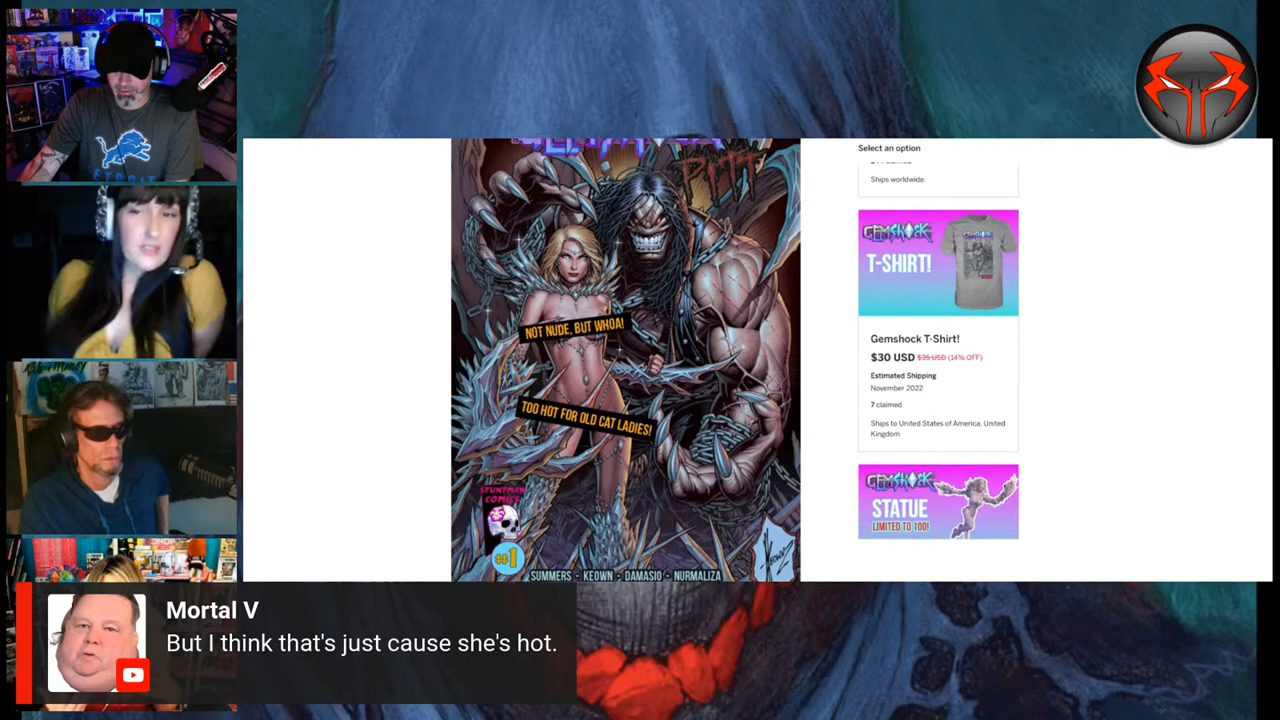 GEMSHOCK
PITT
NOT NUDE, BUT WHOA!
TOO HOT FOR OLD CAT LADIES!
STUNTMEN
COMICS
#1
SUMMERS - KEOWN - DAMASIO - NURMALIZA
KEOWN
Select an option
Ships worldwide.
GEMSHOCK
T-SHIRT!
Gemshock T-Shirt!
$30 USD $35 USD (14% OFF)
Estimated Shipping
November 2022
7 claimed
Ships to United States of America, United
Kingdom
GEMSHOCK
STATUE
LIMITED TO 100!
Mortal V
But I think that's just cause she's hot.